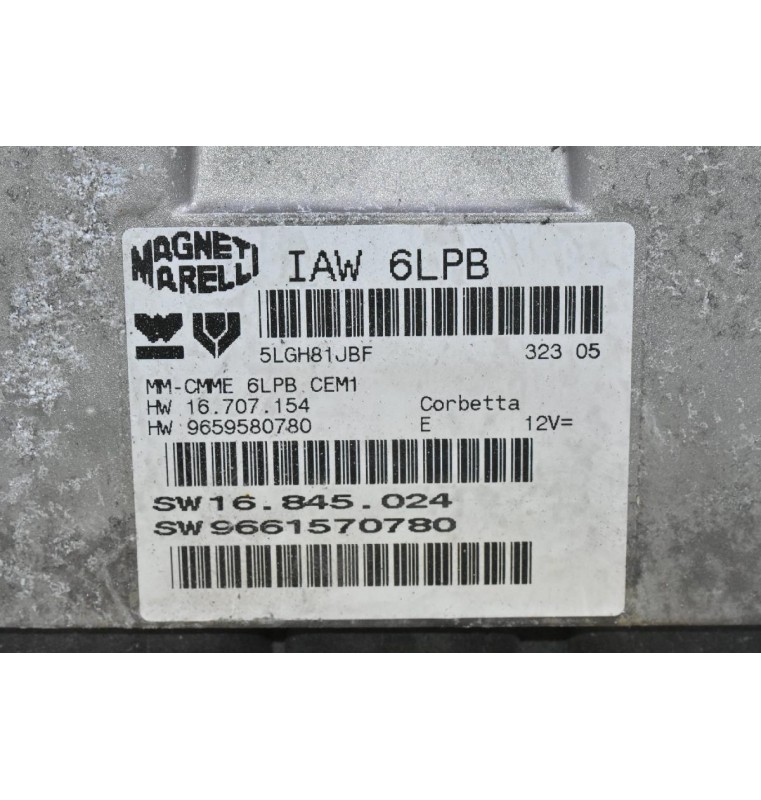 MAGNETI
MARELLI
IAW 6LPB
5LGH81JBF 323 05
MM-CMME 6LPB.CEM1
HW 16.707.154 Corbetta
HW 9659580780 E 12V=
SW16.845.024
SW9661570780